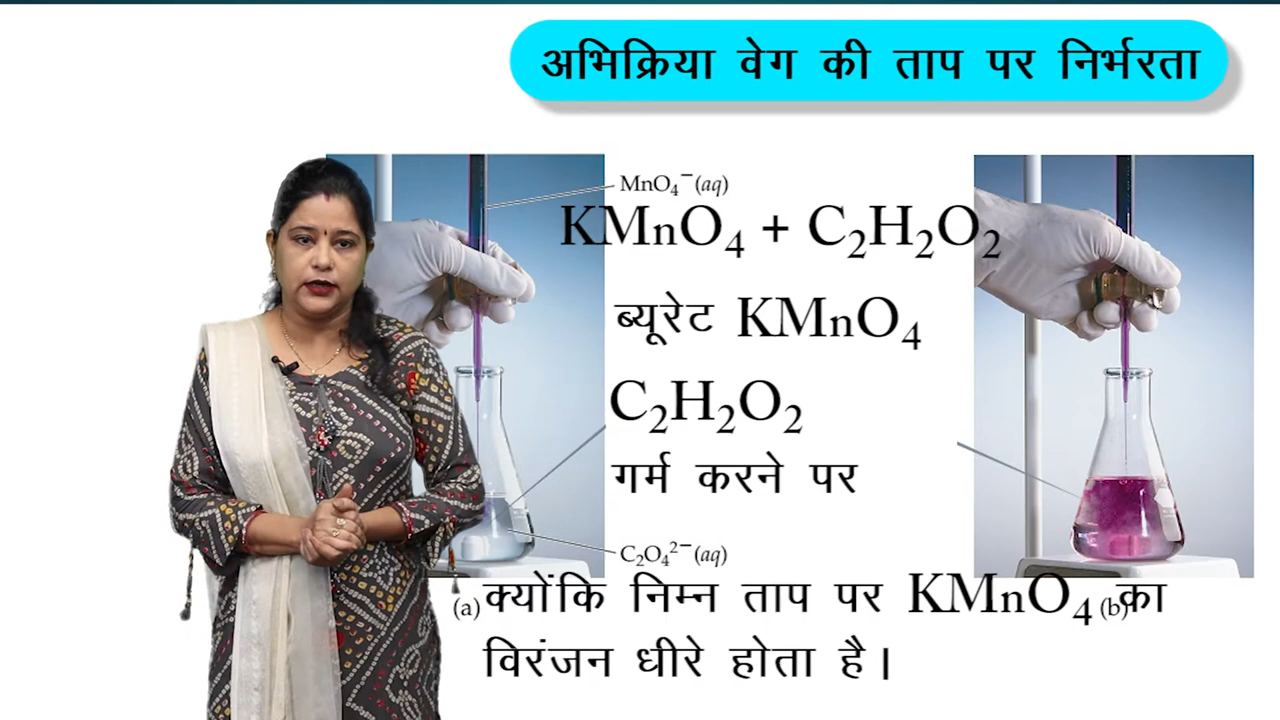 अभिक्रिया वेग की ताप पर निर्भरता
MnO₄⁻(aq)
KMnO₄ + C₂H₂O₂
ब्यूरेट KMnO₄
C₂H₂O₂
गर्म करने पर
C₂O₄²⁻(aq)
(a) क्योंकि निम्न ताप पर KMnO₄ (b) का
विरंजन धीरे होता है।